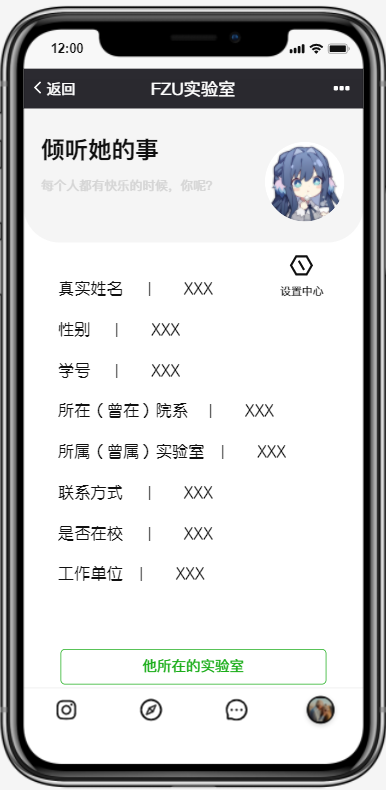 12:00
返回 FZU实验室
倾听她的事
每个人都有快乐的时候，你呢？
设置中心
真实姓名 | XXX
性别 | XXX
学号 | XXX
所在（曾在）院系 | XXX
所属（曾属）实验室 | XXX
联系方式 | XXX
是否在校 | XXX
工作单位 | XXX
他所在的实验室